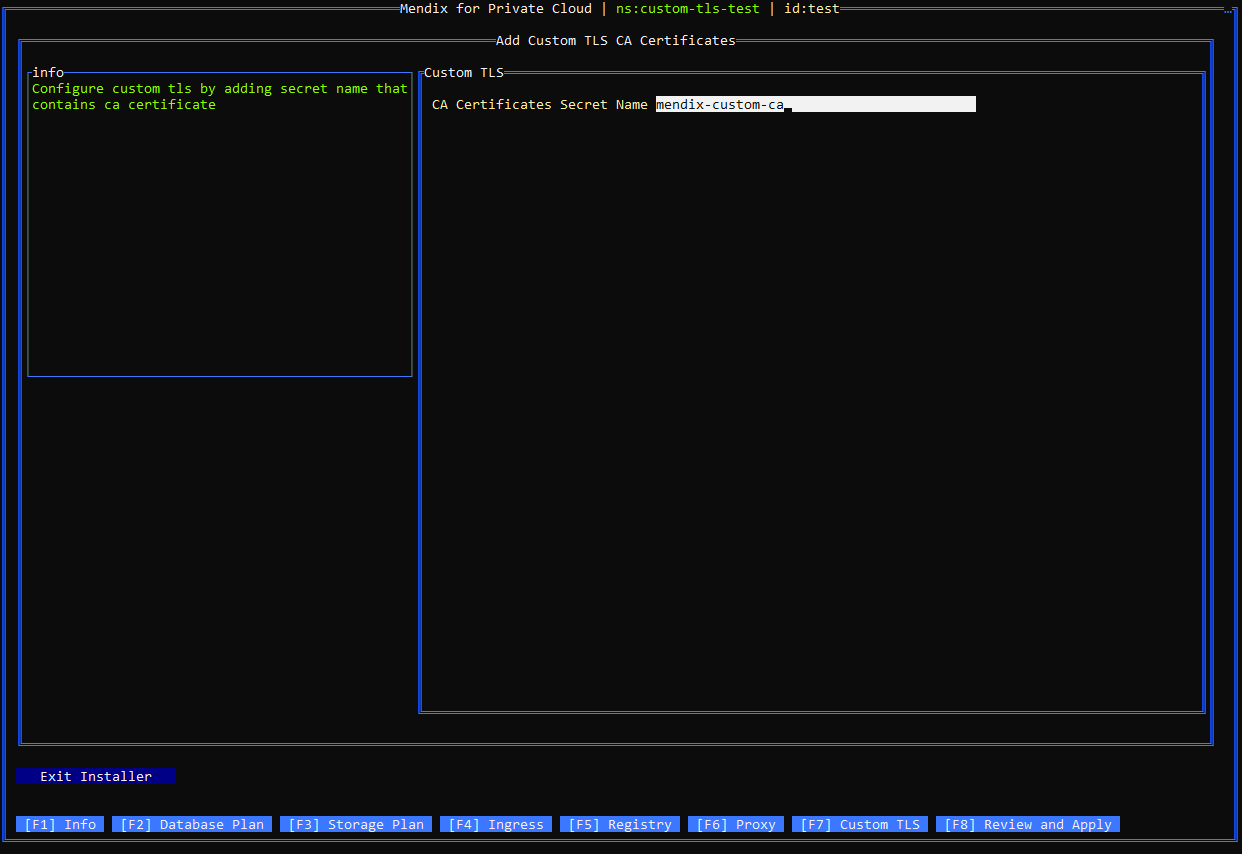 Mendix for Private Cloud | ns:custom-tls-test | id:test
Add Custom TLS CA Certificates
info
Configure custom tls by adding secret name that
contains ca certificate
Custom TLS
CA Certificates Secret Name mendix-custom-ca
Exit Installer
[F1] Info [F2] Database Plan [F3] Storage Plan [F4] Ingress [F5] Registry [F6] Proxy [F7] Custom TLS [F8] Review and Apply